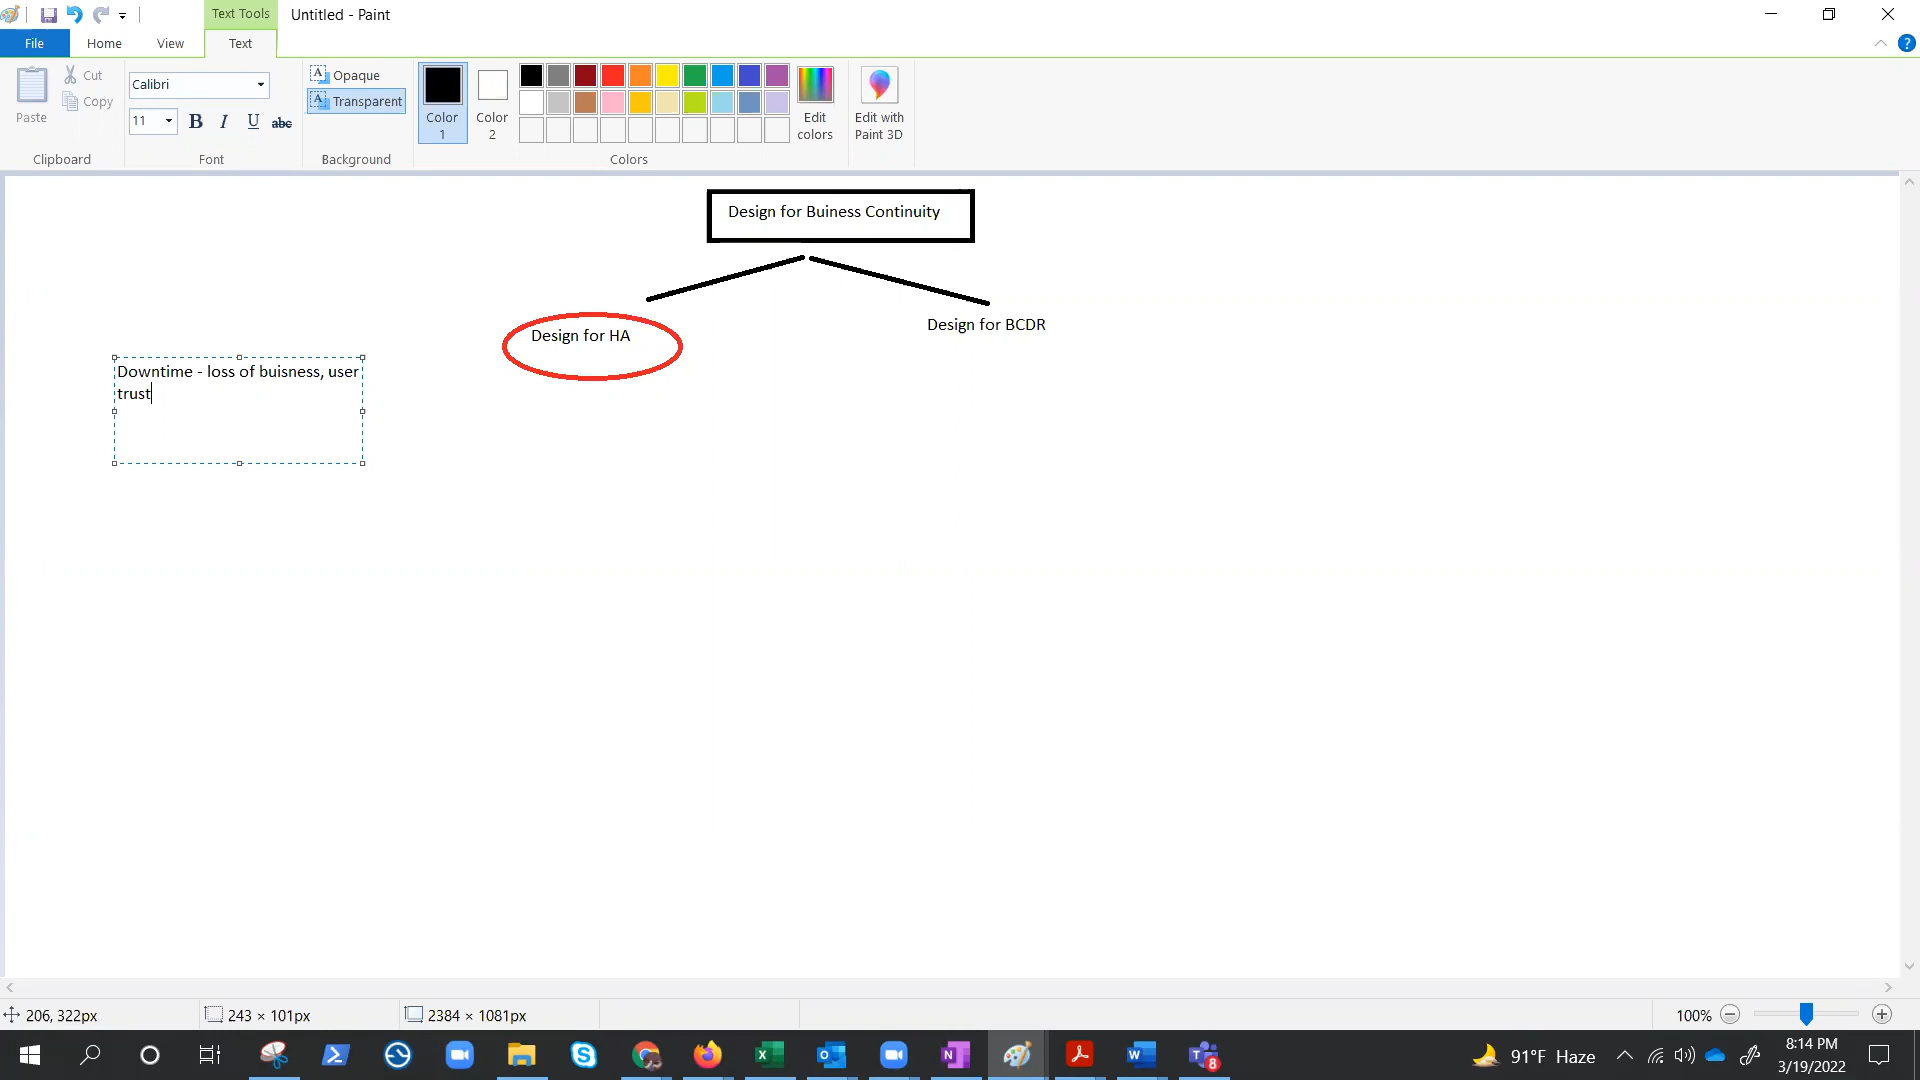 Text Tools
Untitled - Paint
File
Home
View
Text
Paste
Cut
Copy
Clipboard
Calibri
11
B I U abc
Font
Opaque
Transparent
Background
Color
1
Color
2
Edit
colors
Colors
Edit with
Paint 3D
Design for Buiness Continuity
Design for HA
Design for BCDR
Downtime - loss of buisness, user
trust
206, 322px
243 × 101px
2384 × 1081px
100%
91°F Haze
8:14 PM
3/19/2022
8